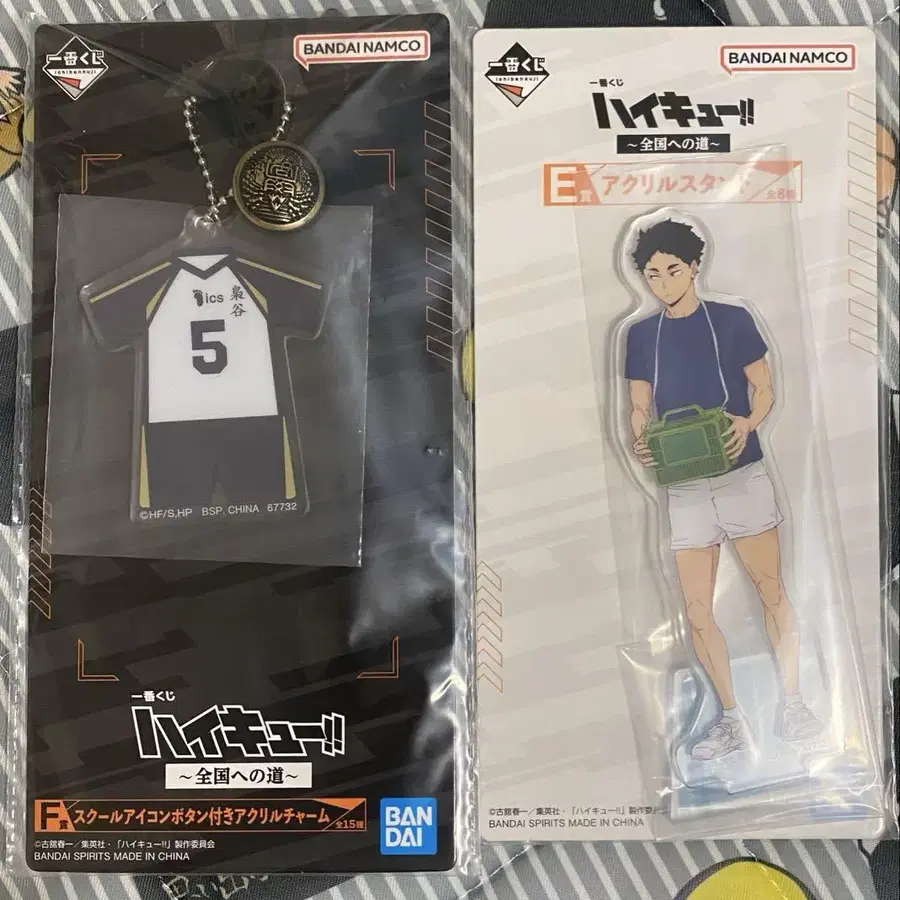 一番くじ
ichibankuji
BANDAI NAMCO
ics
梟谷
5
©HF/S,HP BSP, CHINA 67732
一番くじ
ハイキュー!!
～全国への道～
F賞 スクールアイコンボタン付きアクリルチャーム 全15種
©古舘春一／集英社・「ハイキュー!!」製作委員会
BANDAI SPIRITS MADE IN CHINA
BAN
DAI
一番くじ
ichibankuji
BANDAI NAMCO
一番くじ
ハイキュー!!
～全国への道～
E賞 アクリルスタンド 全8種
©古舘春一／集英社・「ハイキュー!!」製作委員会
BANDAI SPIRITS MADE IN CHINA